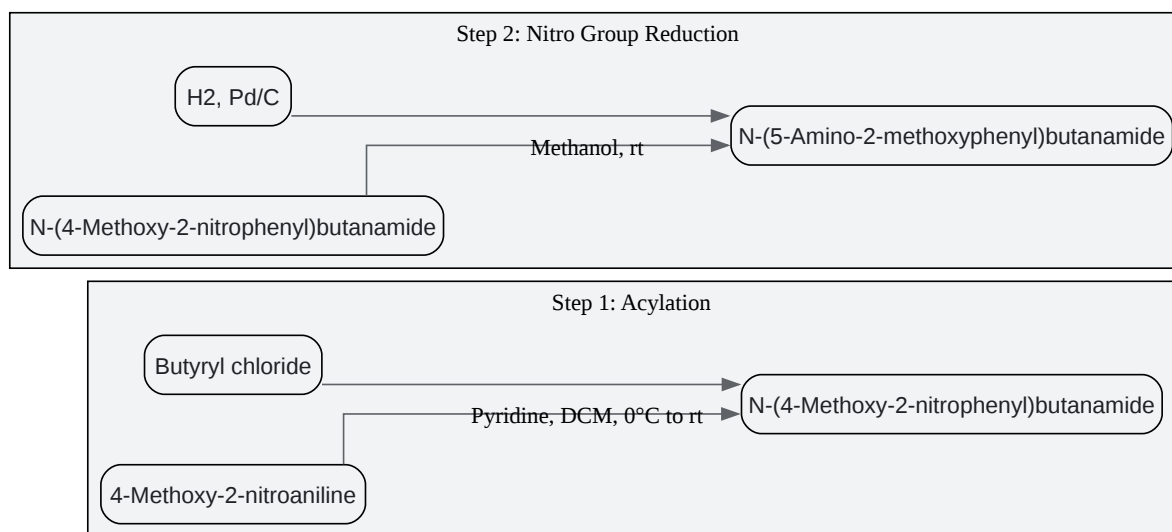 Step 2: Nitro Group Reduction
H2, Pd/C
N-(5-Amino-2-methoxyphenyl)butanamide
Methanol, rt
N-(4-Methoxy-2-nitrophenyl)butanamide
Step 1: Acylation
Butyryl chloride
N-(4-Methoxy-2-nitrophenyl)butanamide
Pyridine, DCM, 0°C to rt
4-Methoxy-2-nitroaniline